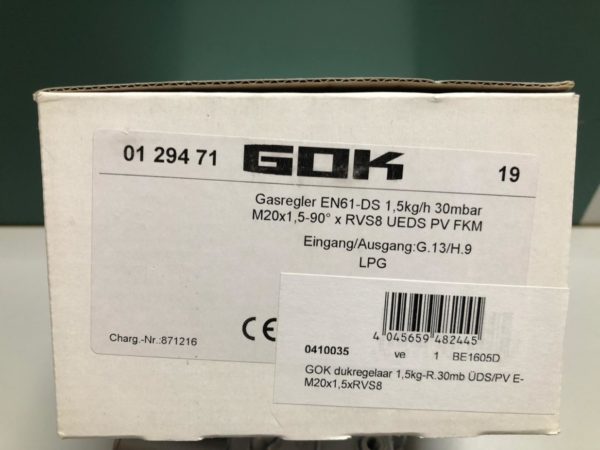 01 294 71 GOK 19
Gasregler EN61-DS 1,5kg/h 30mbar
M20x1,5-90° x RVS8 UEDS PV FKM
Eingang/Ausgang:G.13/H.9
LPG
Charg.-Nr.:871216
CE
4 045659 482445
0410035 ve 1 BE1605D
GOK dukregelaar 1,5kg-R.30mb ÜDS/PV E-
M20x1,5xRVS8